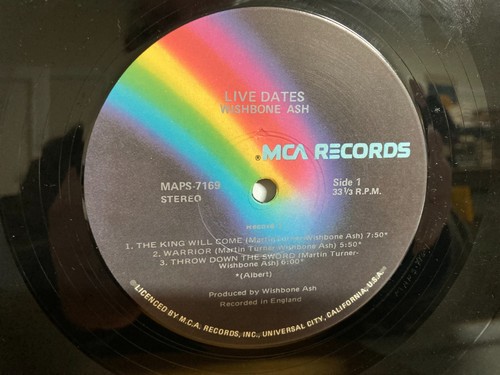 LIVE DATES
WISHBONE ASH
®MCA RECORDS
MAPS-7169
STEREO
Side 1
33⅓ R.P.M.
1. THE KING WILL COME (Martin Turner-Wishbone Ash) 7:50*
2. WARRIOR (Martin Turner-Wishbone Ash) 5:50*
3. THROW DOWN THE SWORD (Martin Turner-
Wishbone Ash) 6:00*
*(Albert)
Produced by Wishbone Ash
Recorded in England
LICENCED BY M.C.A. RECORDS, INC., UNIVERSAL CITY, CALIFORNIA, U.S.A.